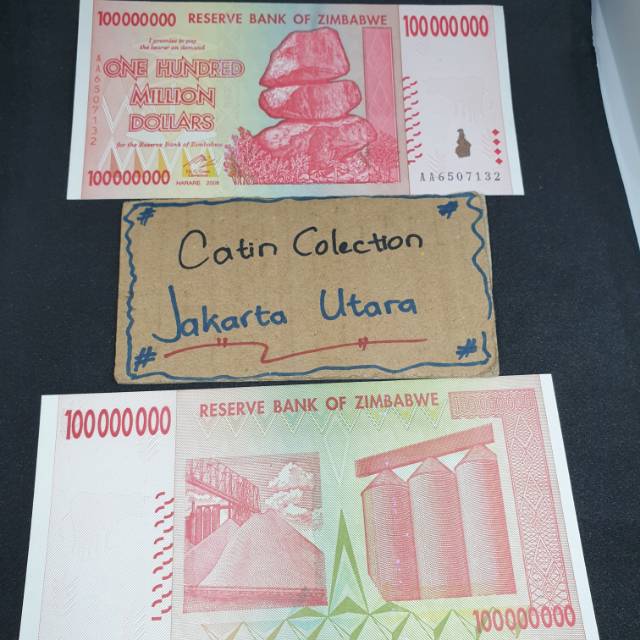 100000000 RESERVE BANK OF ZIMBABWE 100000000
I promise to pay
the bearer on demand
ONE HUNDRED
MILLION
DOLLARS
for the Reserve Bank of Zimbabwe
AA6507132
100000000
HARARE 2008
AA6507132
# #
Catin Colection
Jakarta Utara
# #
100000000 RESERVE BANK OF ZIMBABWE 100000000
100000000